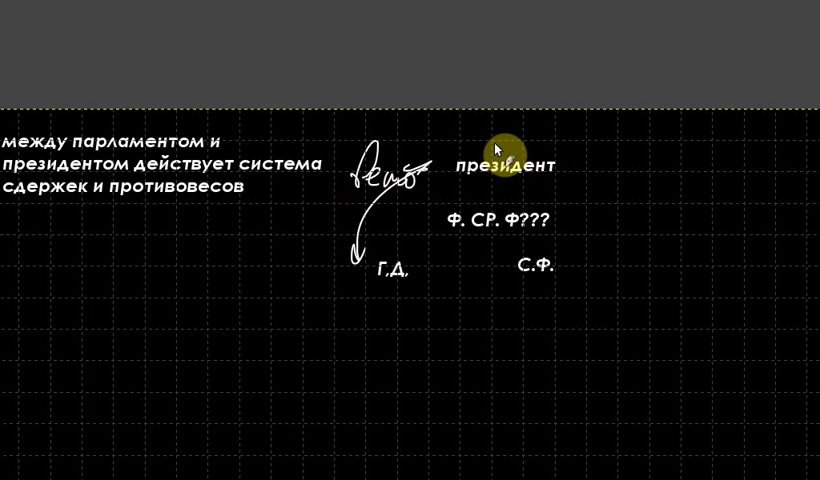 между парламентом и
президентом действует система
сдержек и противовесов
президент
Ф. СР. Ф???
Г.Д.
С.Ф.